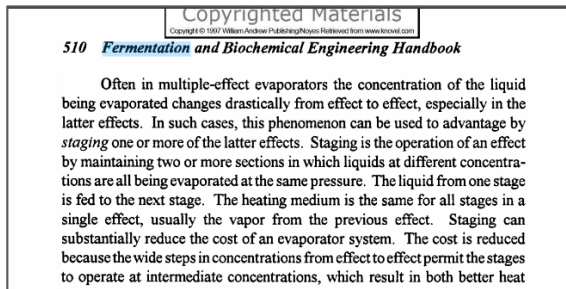 Copyrighted Materials
Copyright © 1997 William Andrew Publishing/Noyes Retrieved from www.knovel.com
510 Fermentation and Biochemical Engineering Handbook
Often in multiple-effect evaporators the concentration of the liquid
being evaporated changes drastically from effect to effect, especially in the
latter effects. In such cases, this phenomenon can be used to advantage by
staging one or more of the latter effects. Staging is the operation of an effect
by maintaining two or more sections in which liquids at different concentra-
tions are all being evaporated at the same pressure. The liquid from one stage
is fed to the next stage. The heating medium is the same for all stages in a
single effect, usually the vapor from the previous effect. Staging can
substantially reduce the cost of an evaporator system. The cost is reduced
because the wide steps in concentrations from effect to effect permit the stages
to operate at intermediate concentrations, which result in both better heat